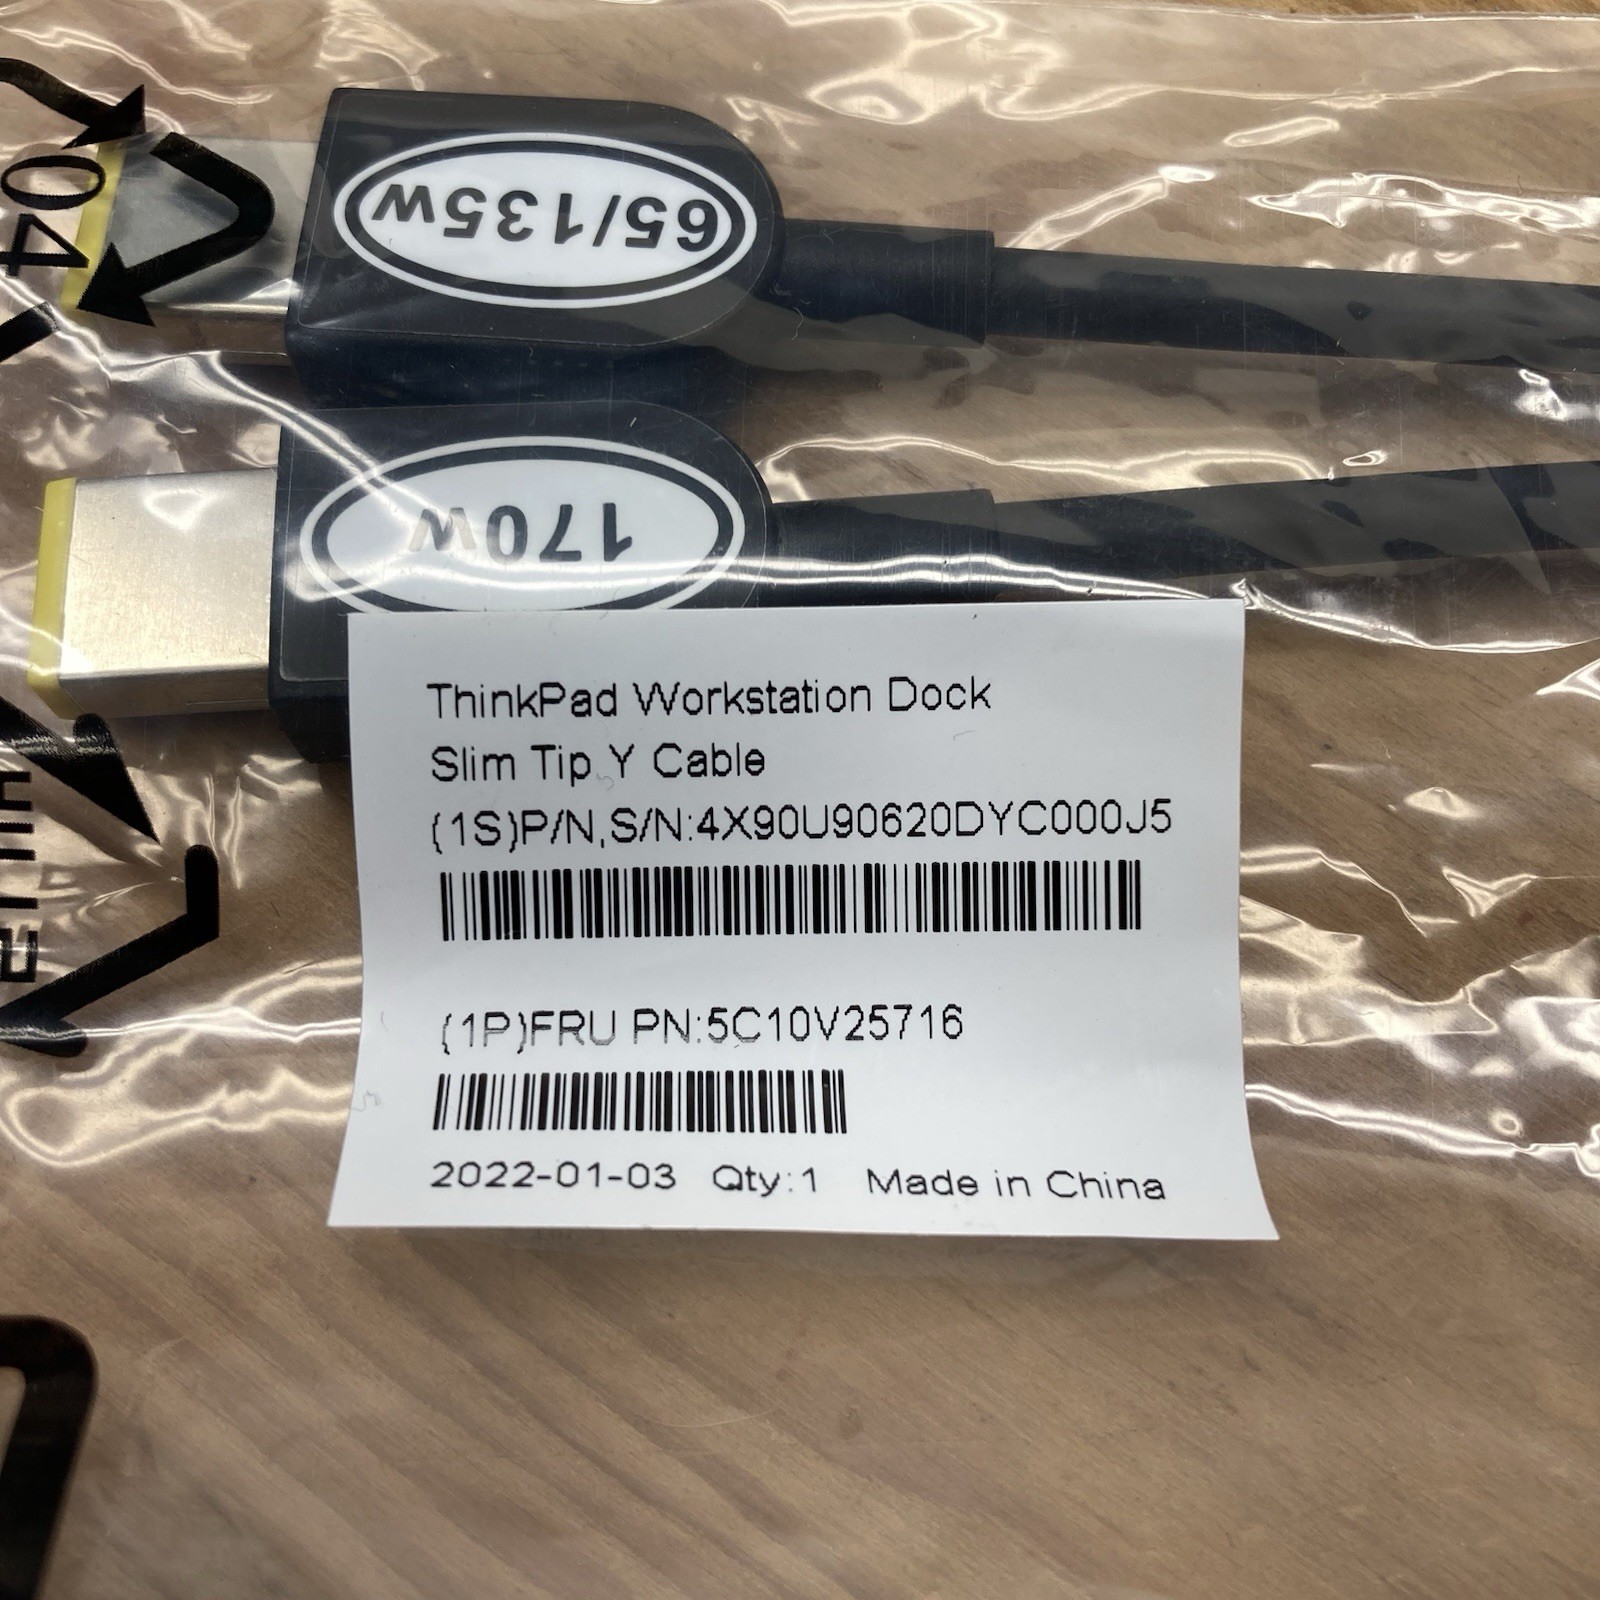 04
65/135w
170w
ThinkPad Workstation Dock
Slim Tip Y Cable
(1S)P/N,S/N:4X90U90620DYC000J5
(1P)FRU PN:5C10V25716
2022-01-03 Qty:1 Made in China